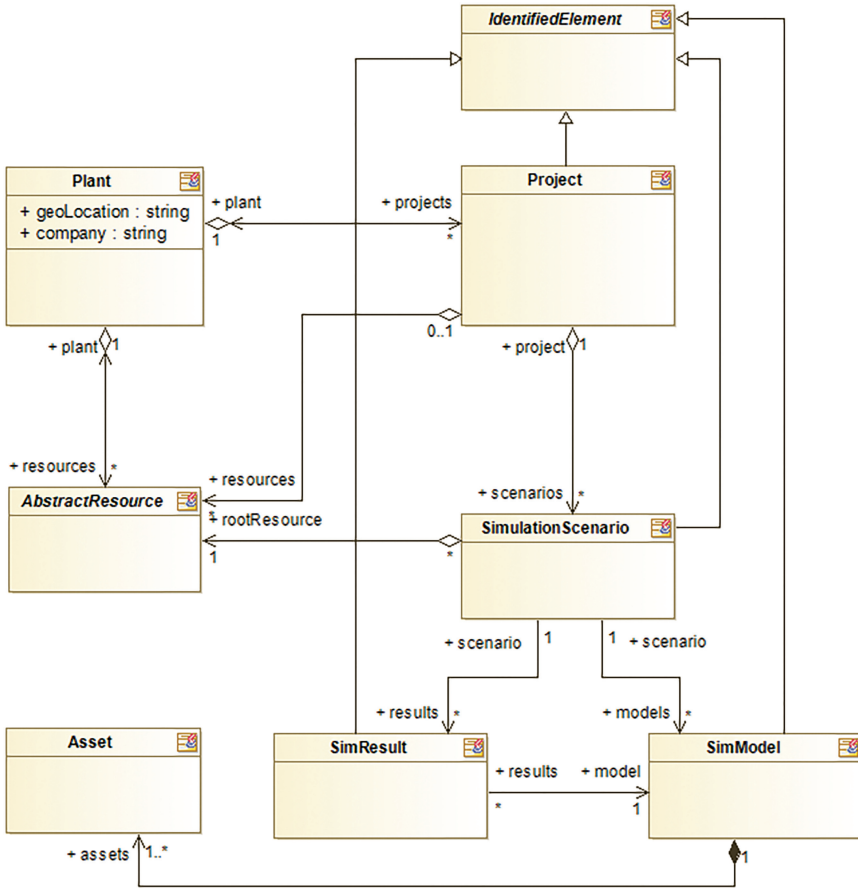 IdentifiedElement
Plant
+ geoLocation : string
+ company : string
+ plant
1
+ projects
*
Project
0..1
+ plant
1
+ project
1
+ resources
*
+ resources
*
AbstractResource
+ rootResource
1
*
+ scenarios
*
SimulationScenario
+ scenario
1
1
+ scenario
+ results
*
+ models
*
Asset
SimResult
SimModel
+ results
*
+ model
1
+ assets
1..*
1